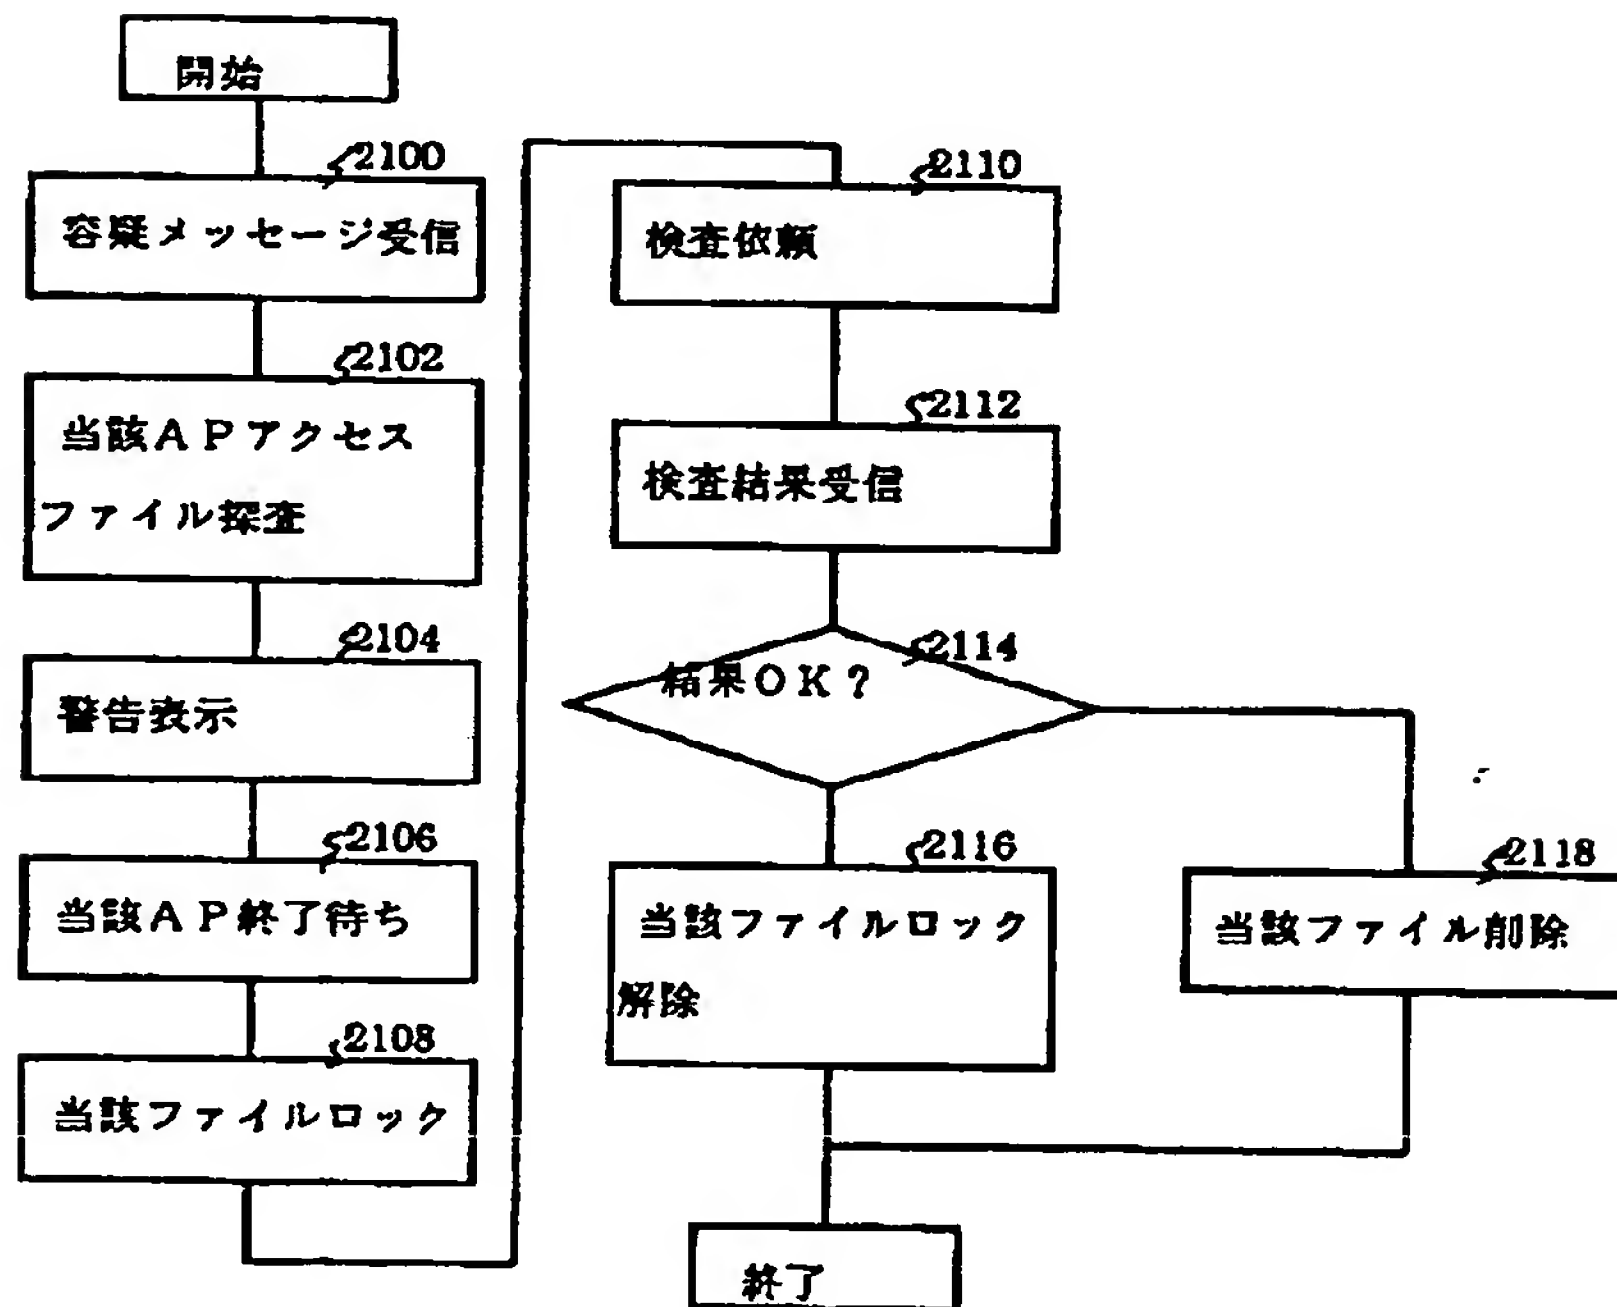 開始
2100
容疑メッセージ受信
2102
当該APアクセス
ファイル探査
2104
警告表示
2106
当該AP終了待ち
2108
当該ファイルロック
2110
検査依頼
2112
検査結果受信
2114
結果OK?
2116
当該ファイルロック
解除
2118
当該ファイル削除
終了